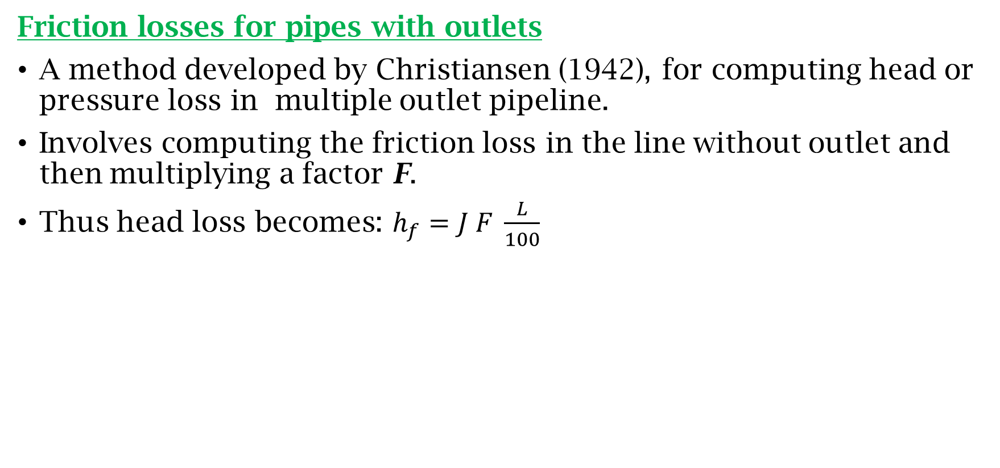 Friction losses for pipes with outlets
• A method developed by Christiansen (1942), for computing head or
pressure loss in multiple outlet pipeline.
• Involves computing the friction loss in the line without outlet and
then multiplying a factor F.
• Thus head loss becomes: h_f = J F L/100